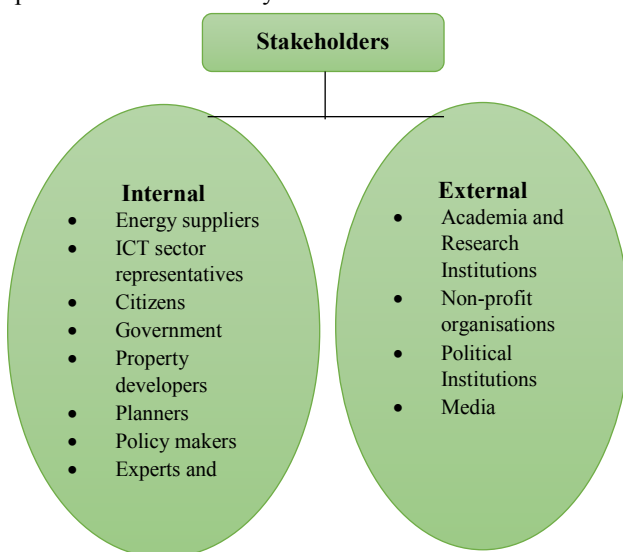 Stakeholders
Internal
• Energy suppliers
• ICT sector
representatives
• Citizens
• Government
• Property
developers
• Planners
• Policy makers
• Experts and
External
• Academia and
Research
Institutions
• Non-profit
organisations
• Political
Institutions
• Media